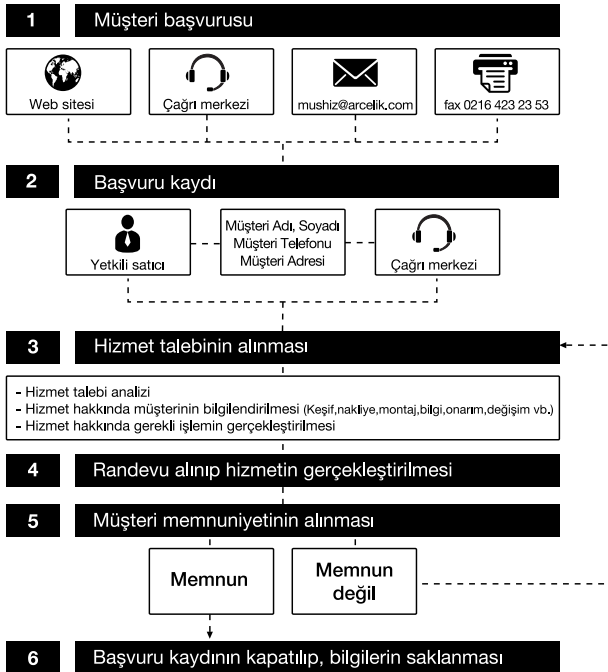 1 Müşteri başvurusu
Web sitesi
Çağrı merkezi
mushiz@arcelik.com
fax 0216 423 23 53
2 Başvuru kaydı
Yetkili satıcı
Müşteri Adı, Soyadı
Müşteri Telefonu
Müşteri Adresi
Çağrı merkezi
3 Hizmet talebinin alınması
- Hizmet talebi analizi
- Hizmet hakkında müşterinin bilgilendirilmesi (Keşif,nakliye,montaj,bilgi,onarım,değişim vb.)
- Hizmet hakkında gerekli işlemin gerçekleştirilmesi
4 Randevu alınıp hizmetin gerçekleştirilmesi
5 Müşteri memnuniyetinin alınması
Memnun
Memnun
değil
6 Başvuru kaydının kapatılıp, bilgilerin saklanması